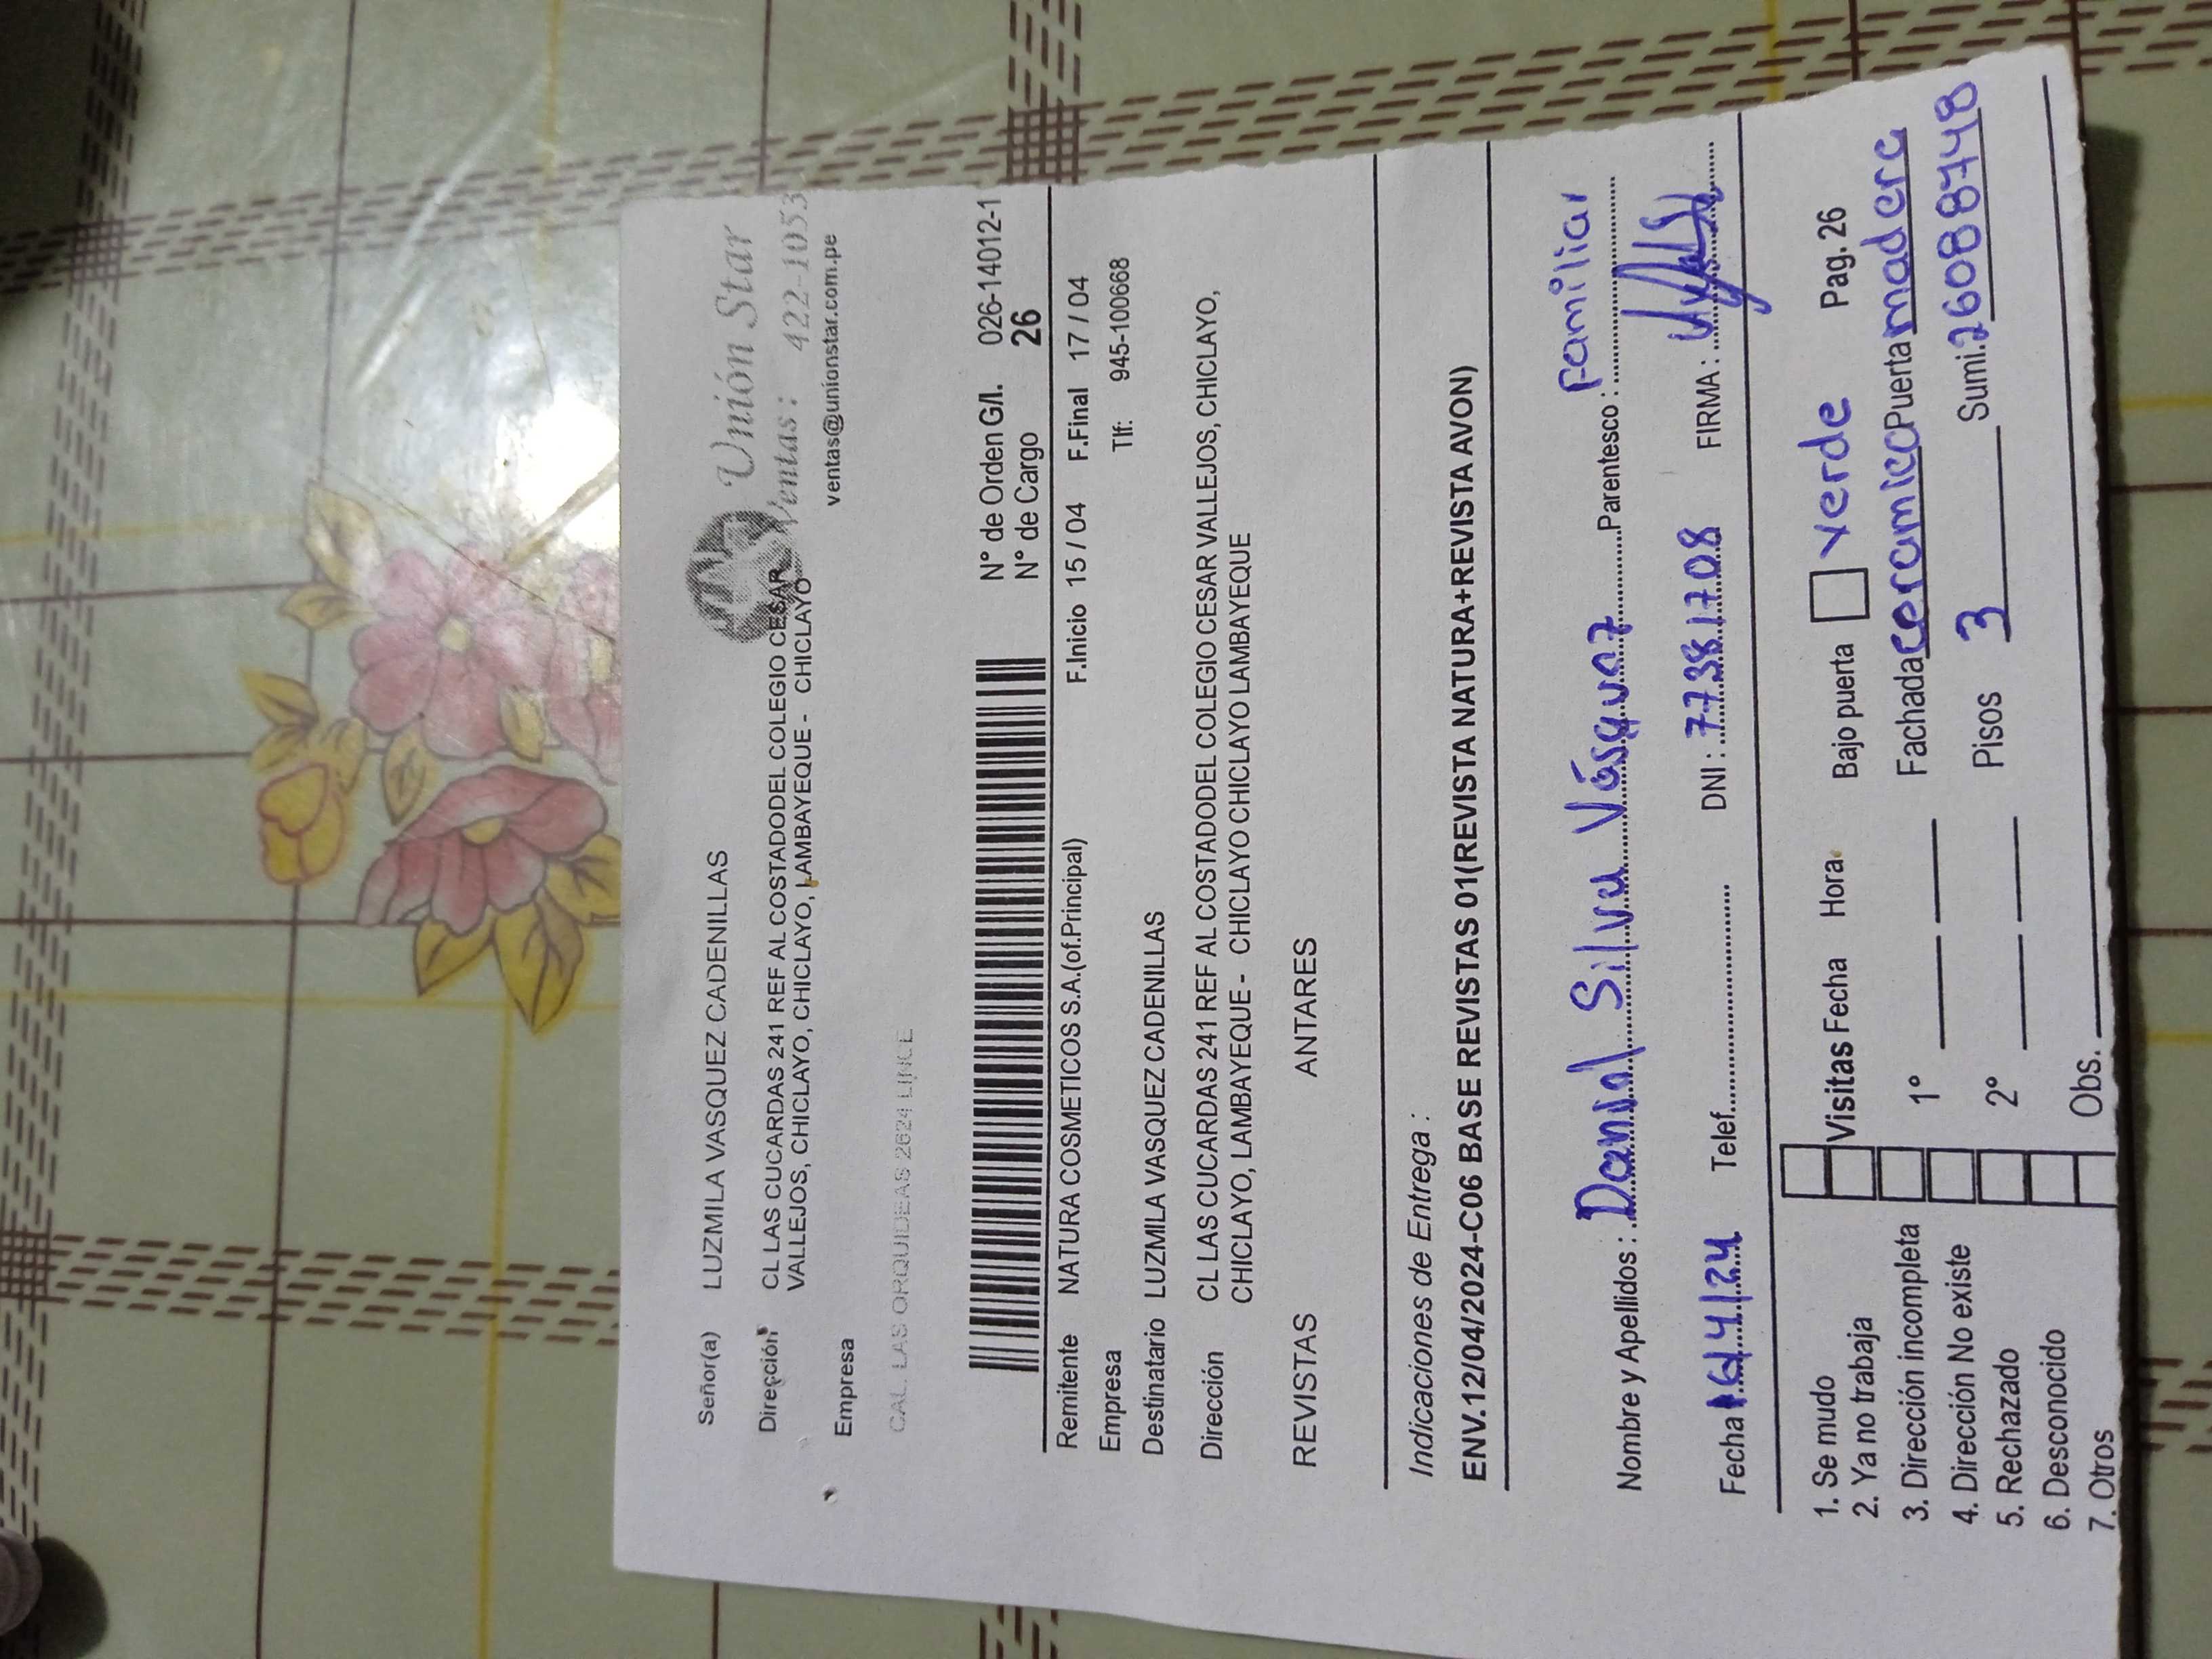 Unión Star
Ventas: 422-1053
ventas@unionstar.com.pe
Señor(a) LUZMILA VASQUEZ CADENILLAS
Dirección CL LAS CUCARDAS 241 REF AL COSTADODEL COLEGIO CESAR
VALLEJOS, CHICLAYO, CHICLAYO, LAMBAYEQUE - CHICLAYO
Empresa
CAL. LAS ORQUIDEAS 2624 LINCE
N° de Orden G/I. 026-14012-1
N° de Cargo 26
Remitente NATURA COSMETICOS S.A.(of.Principal) F.Inicio 15 / 04 F.Final 17 / 04
Empresa Tlf: 945-100668
Destinatario LUZMILA VASQUEZ CADENILLAS
Dirección CL LAS CUCARDAS 241 REF AL COSTADODEL COLEGIO CESAR VALLEJOS, CHICLAYO,
CHICLAYO, LAMBAYEQUE - CHICLAYO CHICLAYO LAMBAYEQUE
REVISTAS ANTARES
Indicaciones de Entrega :
ENV.12/04/2024-C06 BASE REVISTAS 01(REVISTA NATURA+REVISTA AVON)
Nombre y Apellidos : Daniel Silva Vásquez Parentesco : Familiar
Fecha 16/4/24 Telef. DNI : 77381708 FIRMA :
1. Se mudo
2. Ya no trabaja
3. Dirección incompleta
4. Dirección No existe
5. Rechazado
6. Desconocido
7. Otros
Visitas Fecha Hora Bajo puerta verde Pag. 26
1º Fachada ceramica Puerta madera
2º Pisos 3 Sumi. 26088748
Obs.